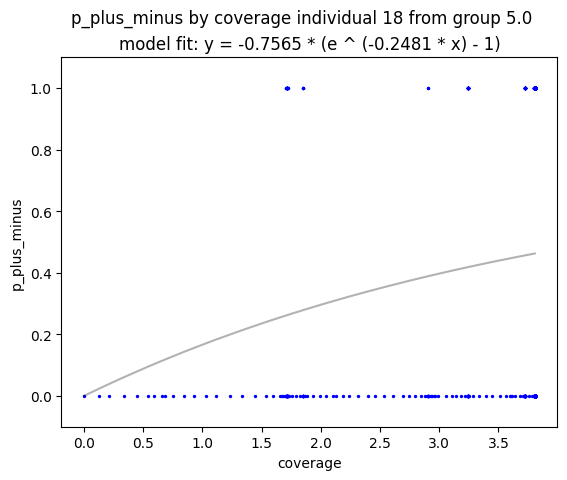 p_plus_minus by coverage individual 18 from group 5.0
model fit: y = -0.7565 * (e ^ (-0.2481 * x) - 1)
p_plus_minus
1.0
0.8
0.6
0.4
0.2
0.0
0.0 0.5 1.0 1.5 2.0 2.5 3.0 3.5
coverage